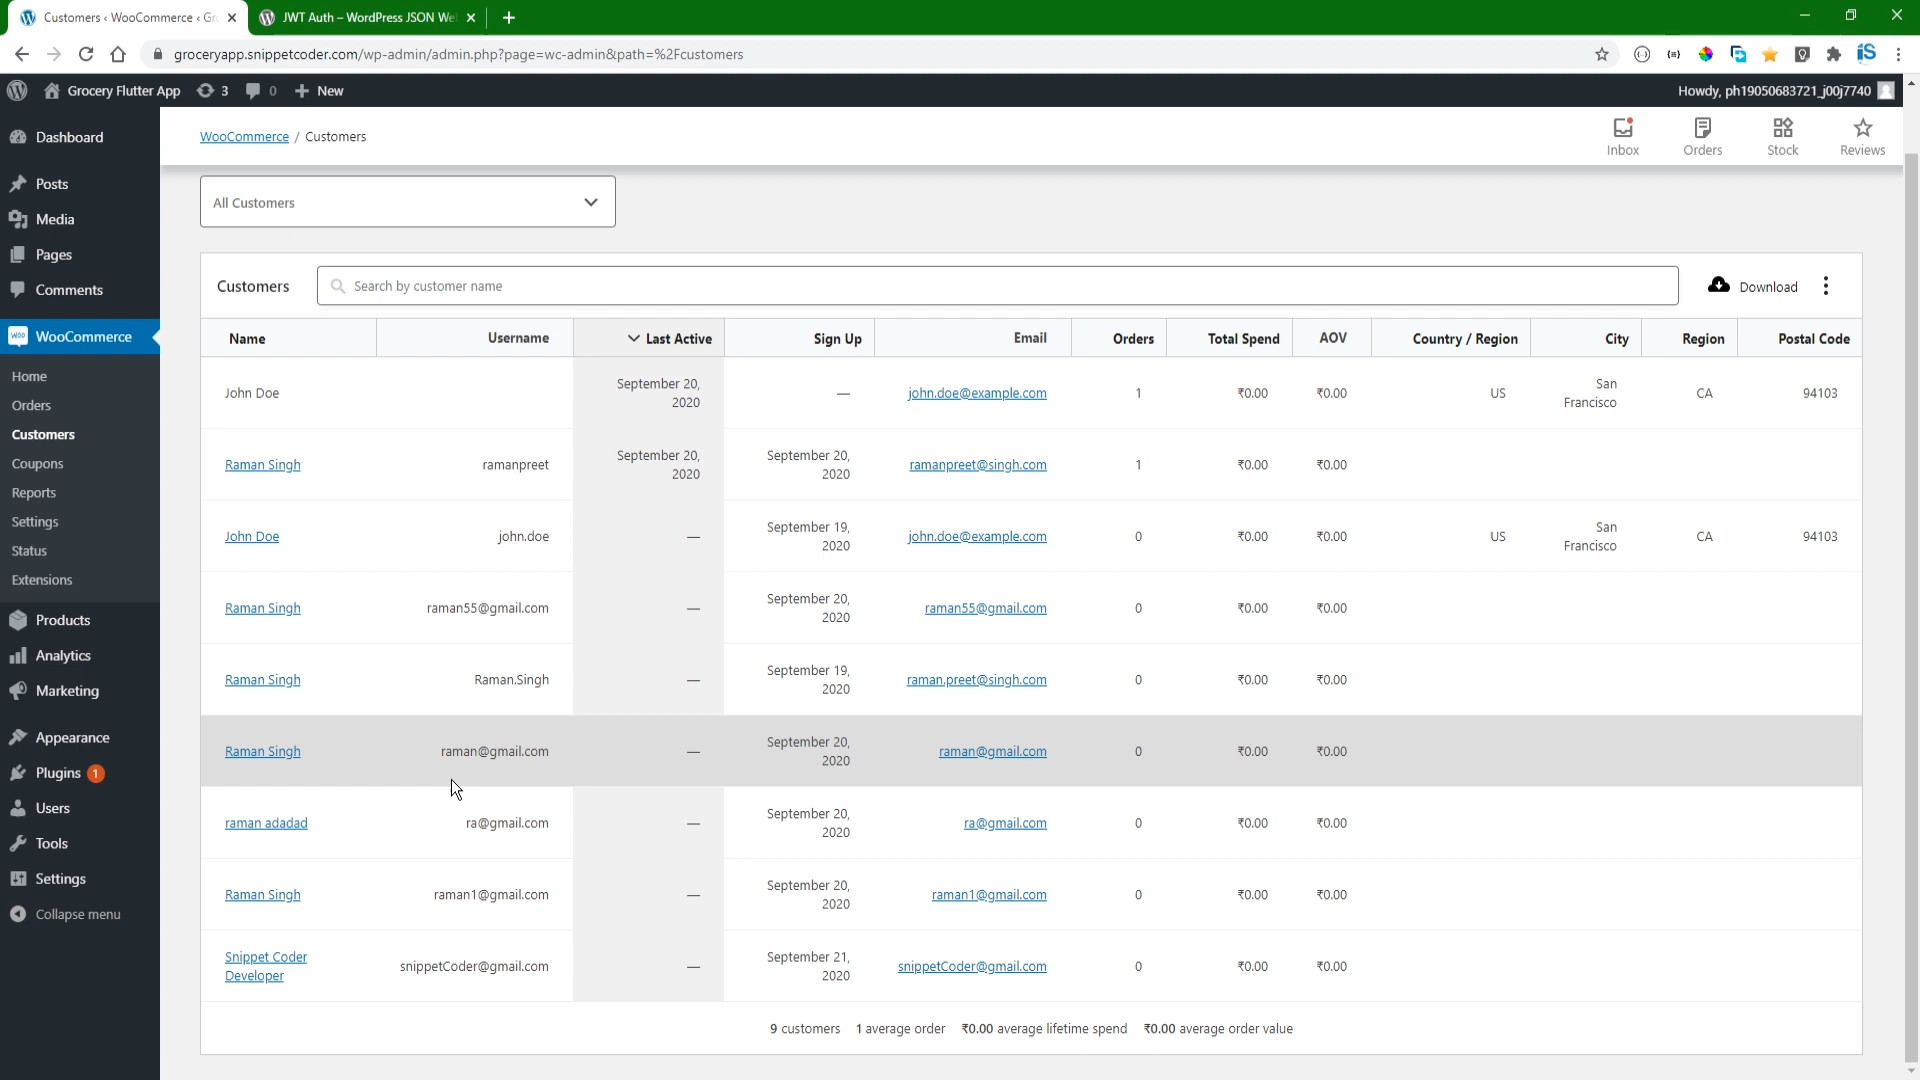 Customers ‹ WooCommerce ‹ Gr
JWT Auth – WordPress JSON We
groceryapp.snippetcoder.com/wp-admin/admin.php?page=wc-admin&path=%2Fcustomers
Grocery Flutter App 3 0 New
Howdy, ph19050683721_j00j7740
Dashboard
Posts
Media
Pages
Comments
WooCommerce
Home
Orders
Customers
Coupons
Reports
Settings
Status
Extensions
Products
Analytics
Marketing
Appearance
Plugins 1
Users
Tools
Settings
Collapse menu
WooCommerce / Customers
Inbox Orders Stock Reviews
All Customers
Customers Search by customer name Download
Name Username Last Active Sign Up Email Orders Total Spend AOV Country / Region City Region Postal Code
John Doe September 20, 2020 — john.doe@example.com 1 ₹0.00 ₹0.00 US San Francisco CA 94103
Raman Singh ramanpreet September 20, 2020 September 20, 2020 ramanpreet@singh.com 1 ₹0.00 ₹0.00
John Doe john.doe — September 19, 2020 john.doe@example.com 0 ₹0.00 ₹0.00 US San Francisco CA 94103
Raman Singh raman55@gmail.com — September 20, 2020 raman55@gmail.com 0 ₹0.00 ₹0.00
Raman Singh Raman.Singh — September 19, 2020 raman.preet@singh.com 0 ₹0.00 ₹0.00
Raman Singh raman@gmail.com — September 20, 2020 raman@gmail.com 0 ₹0.00 ₹0.00
raman adadad ra@gmail.com — September 20, 2020 ra@gmail.com 0 ₹0.00 ₹0.00
Raman Singh raman1@gmail.com — September 20, 2020 raman1@gmail.com 0 ₹0.00 ₹0.00
Snippet Coder Developer snippetCoder@gmail.com — September 21, 2020 snippetCoder@gmail.com 0 ₹0.00 ₹0.00
9 customers 1 average order ₹0.00 average lifetime spend ₹0.00 average order value